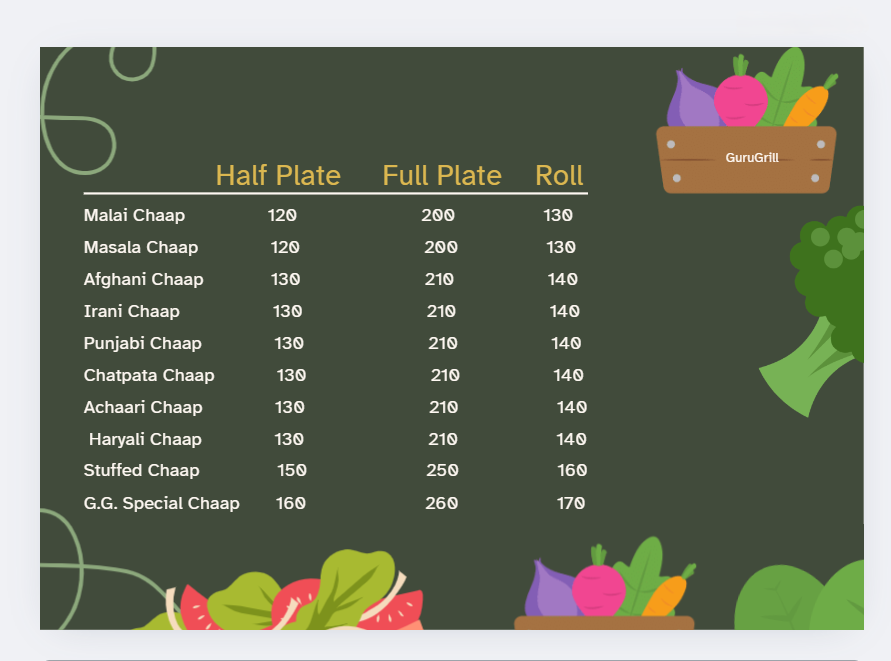 GuruGrill
Half Plate Full Plate Roll
Malai Chaap 120 200 130
Masala Chaap 120 200 130
Afghani Chaap 130 210 140
Irani Chaap 130 210 140
Punjabi Chaap 130 210 140
Chatpata Chaap 130 210 140
Achaari Chaap 130 210 140
Haryali Chaap 130 210 140
Stuffed Chaap 150 250 160
G.G. Special Chaap 160 260 170